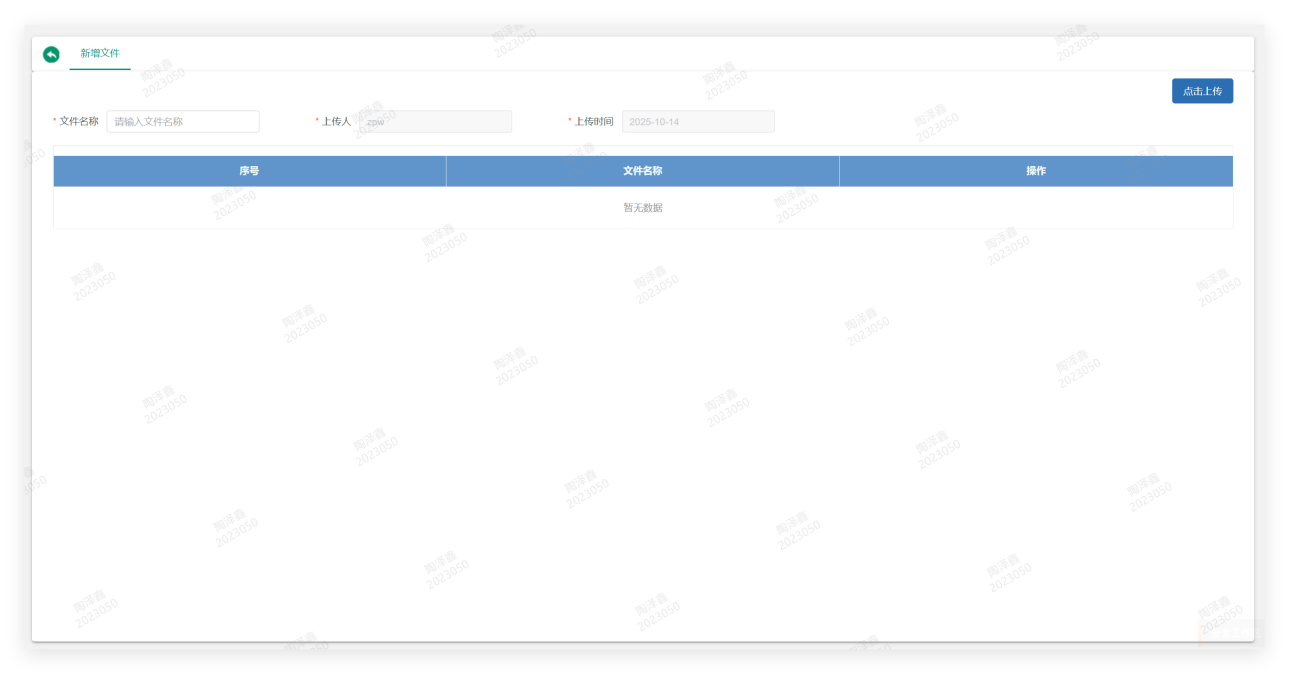 新增文件
点击上传
* 文件名称 请输入文件名称 * 上传人 zpw * 上传时间 2025-10-14
序号 文件名称 操作
暂无数据
陶泽鑫
2023050